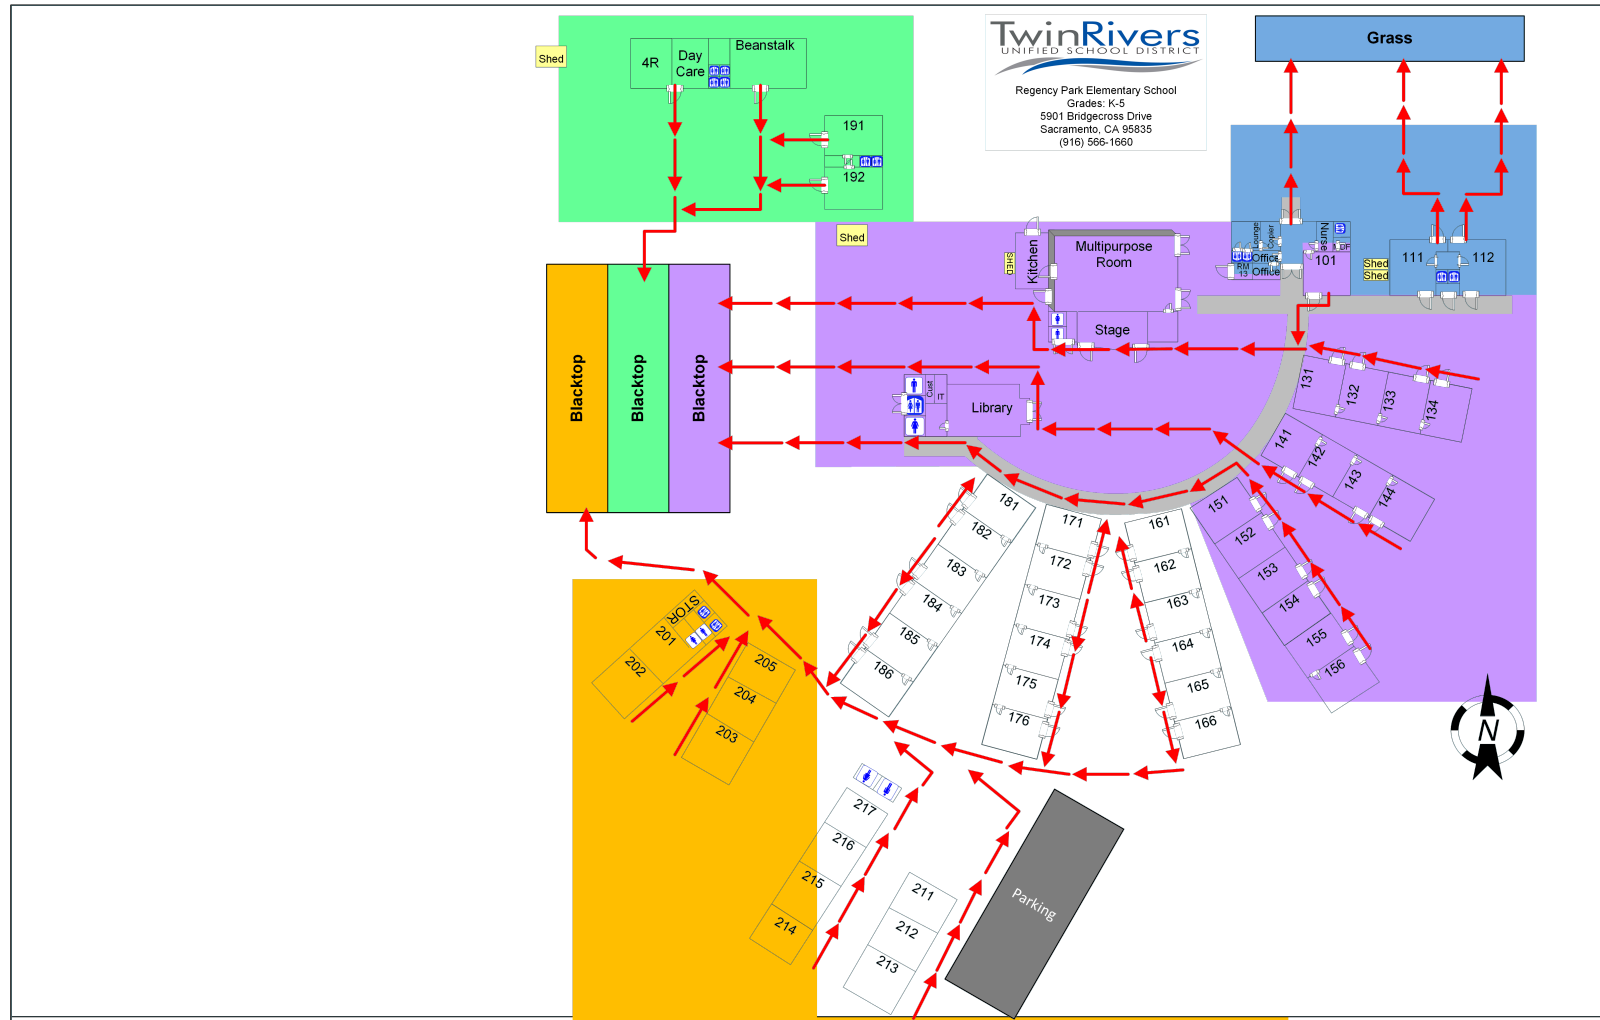 TwinRivers
UNIFIED SCHOOL DISTRICT
Regency Park Elementary School
Grades: K-5
5901 Bridgecross Drive
Sacramento, CA 95835
(916) 566-1660
Grass
Shed
4R
Day
Care
Beanstalk
191
192
Shed
Kitchen
SHED
Multipurpose
Room
Stage
Lounge
Copier
Nurse
MDF
Office
RM
13
Office
101
Shed
Shed
111
112
Blacktop
Blacktop
Blacktop
Cust
IT
Library
131
132
133
134
141
142
143
144
151
152
153
154
155
156
161
162
163
164
165
166
171
172
173
174
175
176
181
182
183
184
185
186
STOR
201
202
205
204
203
217
216
215
214
211
212
213
Parking
N